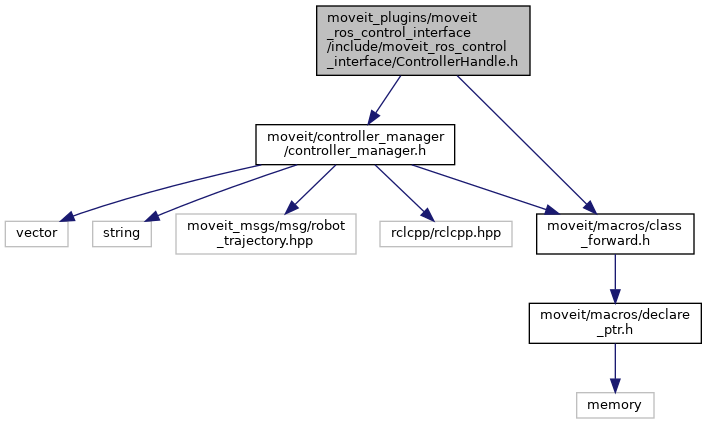 moveit_plugins/moveit
_ros_control_interface
/include/moveit_ros_control
_interface/ControllerHandle.h
moveit/controller_manager
/controller_manager.h
vector
string
moveit_msgs/msg/robot
_trajectory.hpp
rclcpp/rclcpp.hpp
moveit/macros/class
_forward.h
moveit/macros/declare
_ptr.h
memory